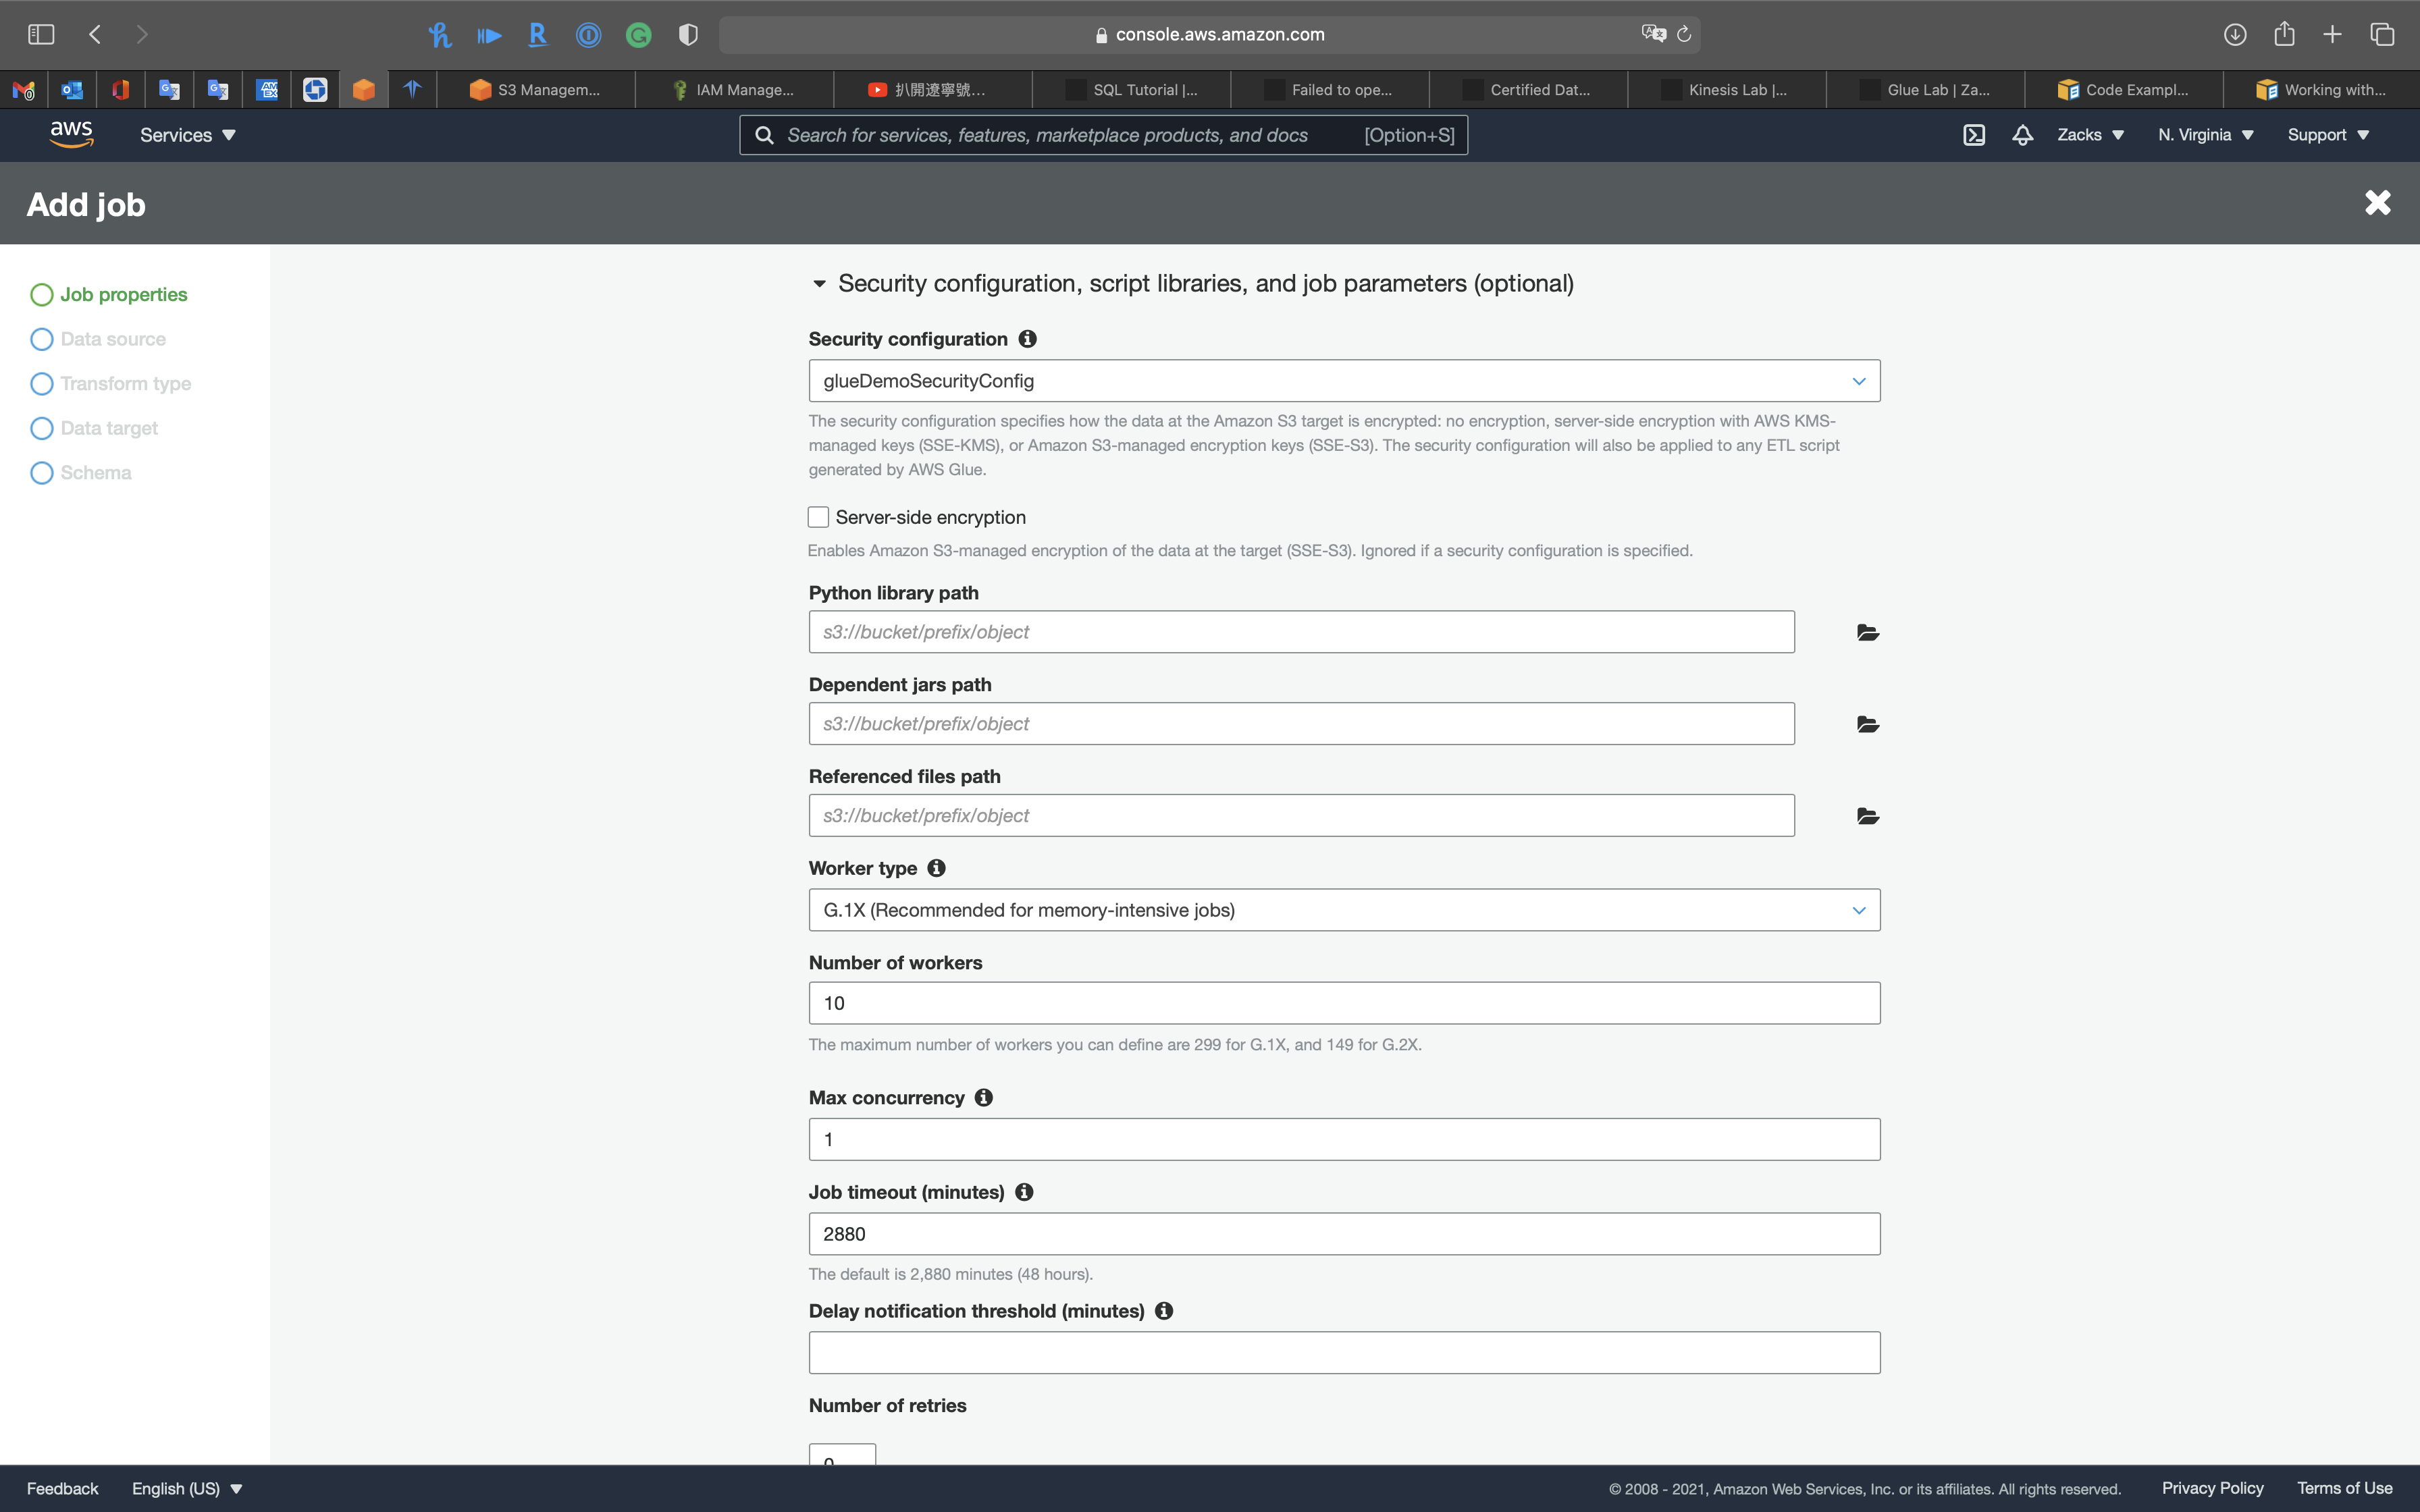 console.aws.amazon.com
S3 Managem...
IAM Manage...
扒開遼寧號...
SQL Tutorial |...
Failed to ope...
Certified Dat...
Kinesis Lab |...
Glue Lab | Za...
Code Exampl...
Working with...
aws
Services
Search for services, features, marketplace products, and docs [Option+S]
Zacks
N. Virginia
Support
Add job
Job properties
Data source
Transform type
Data target
Schema
Security configuration, script libraries, and job parameters (optional)
Security configuration
glueDemoSecurityConfig
The security configuration specifies how the data at the Amazon S3 target is encrypted: no encryption, server-side encryption with AWS KMS-
managed keys (SSE-KMS), or Amazon S3-managed encryption keys (SSE-S3). The security configuration will also be applied to any ETL script
generated by AWS Glue.
Server-side encryption
Enables Amazon S3-managed encryption of the data at the target (SSE-S3). Ignored if a security configuration is specified.
Python library path
s3://bucket/prefix/object
Dependent jars path
s3://bucket/prefix/object
Referenced files path
s3://bucket/prefix/object
Worker type
G.1X (Recommended for memory-intensive jobs)
Number of workers
10
The maximum number of workers you can define are 299 for G.1X, and 149 for G.2X.
Max concurrency
1
Job timeout (minutes)
2880
The default is 2,880 minutes (48 hours).
Delay notification threshold (minutes)
Number of retries
0
Feedback
English (US)
© 2008 - 2021, Amazon Web Services, Inc. or its affiliates. All rights reserved.
Privacy Policy
Terms of Use